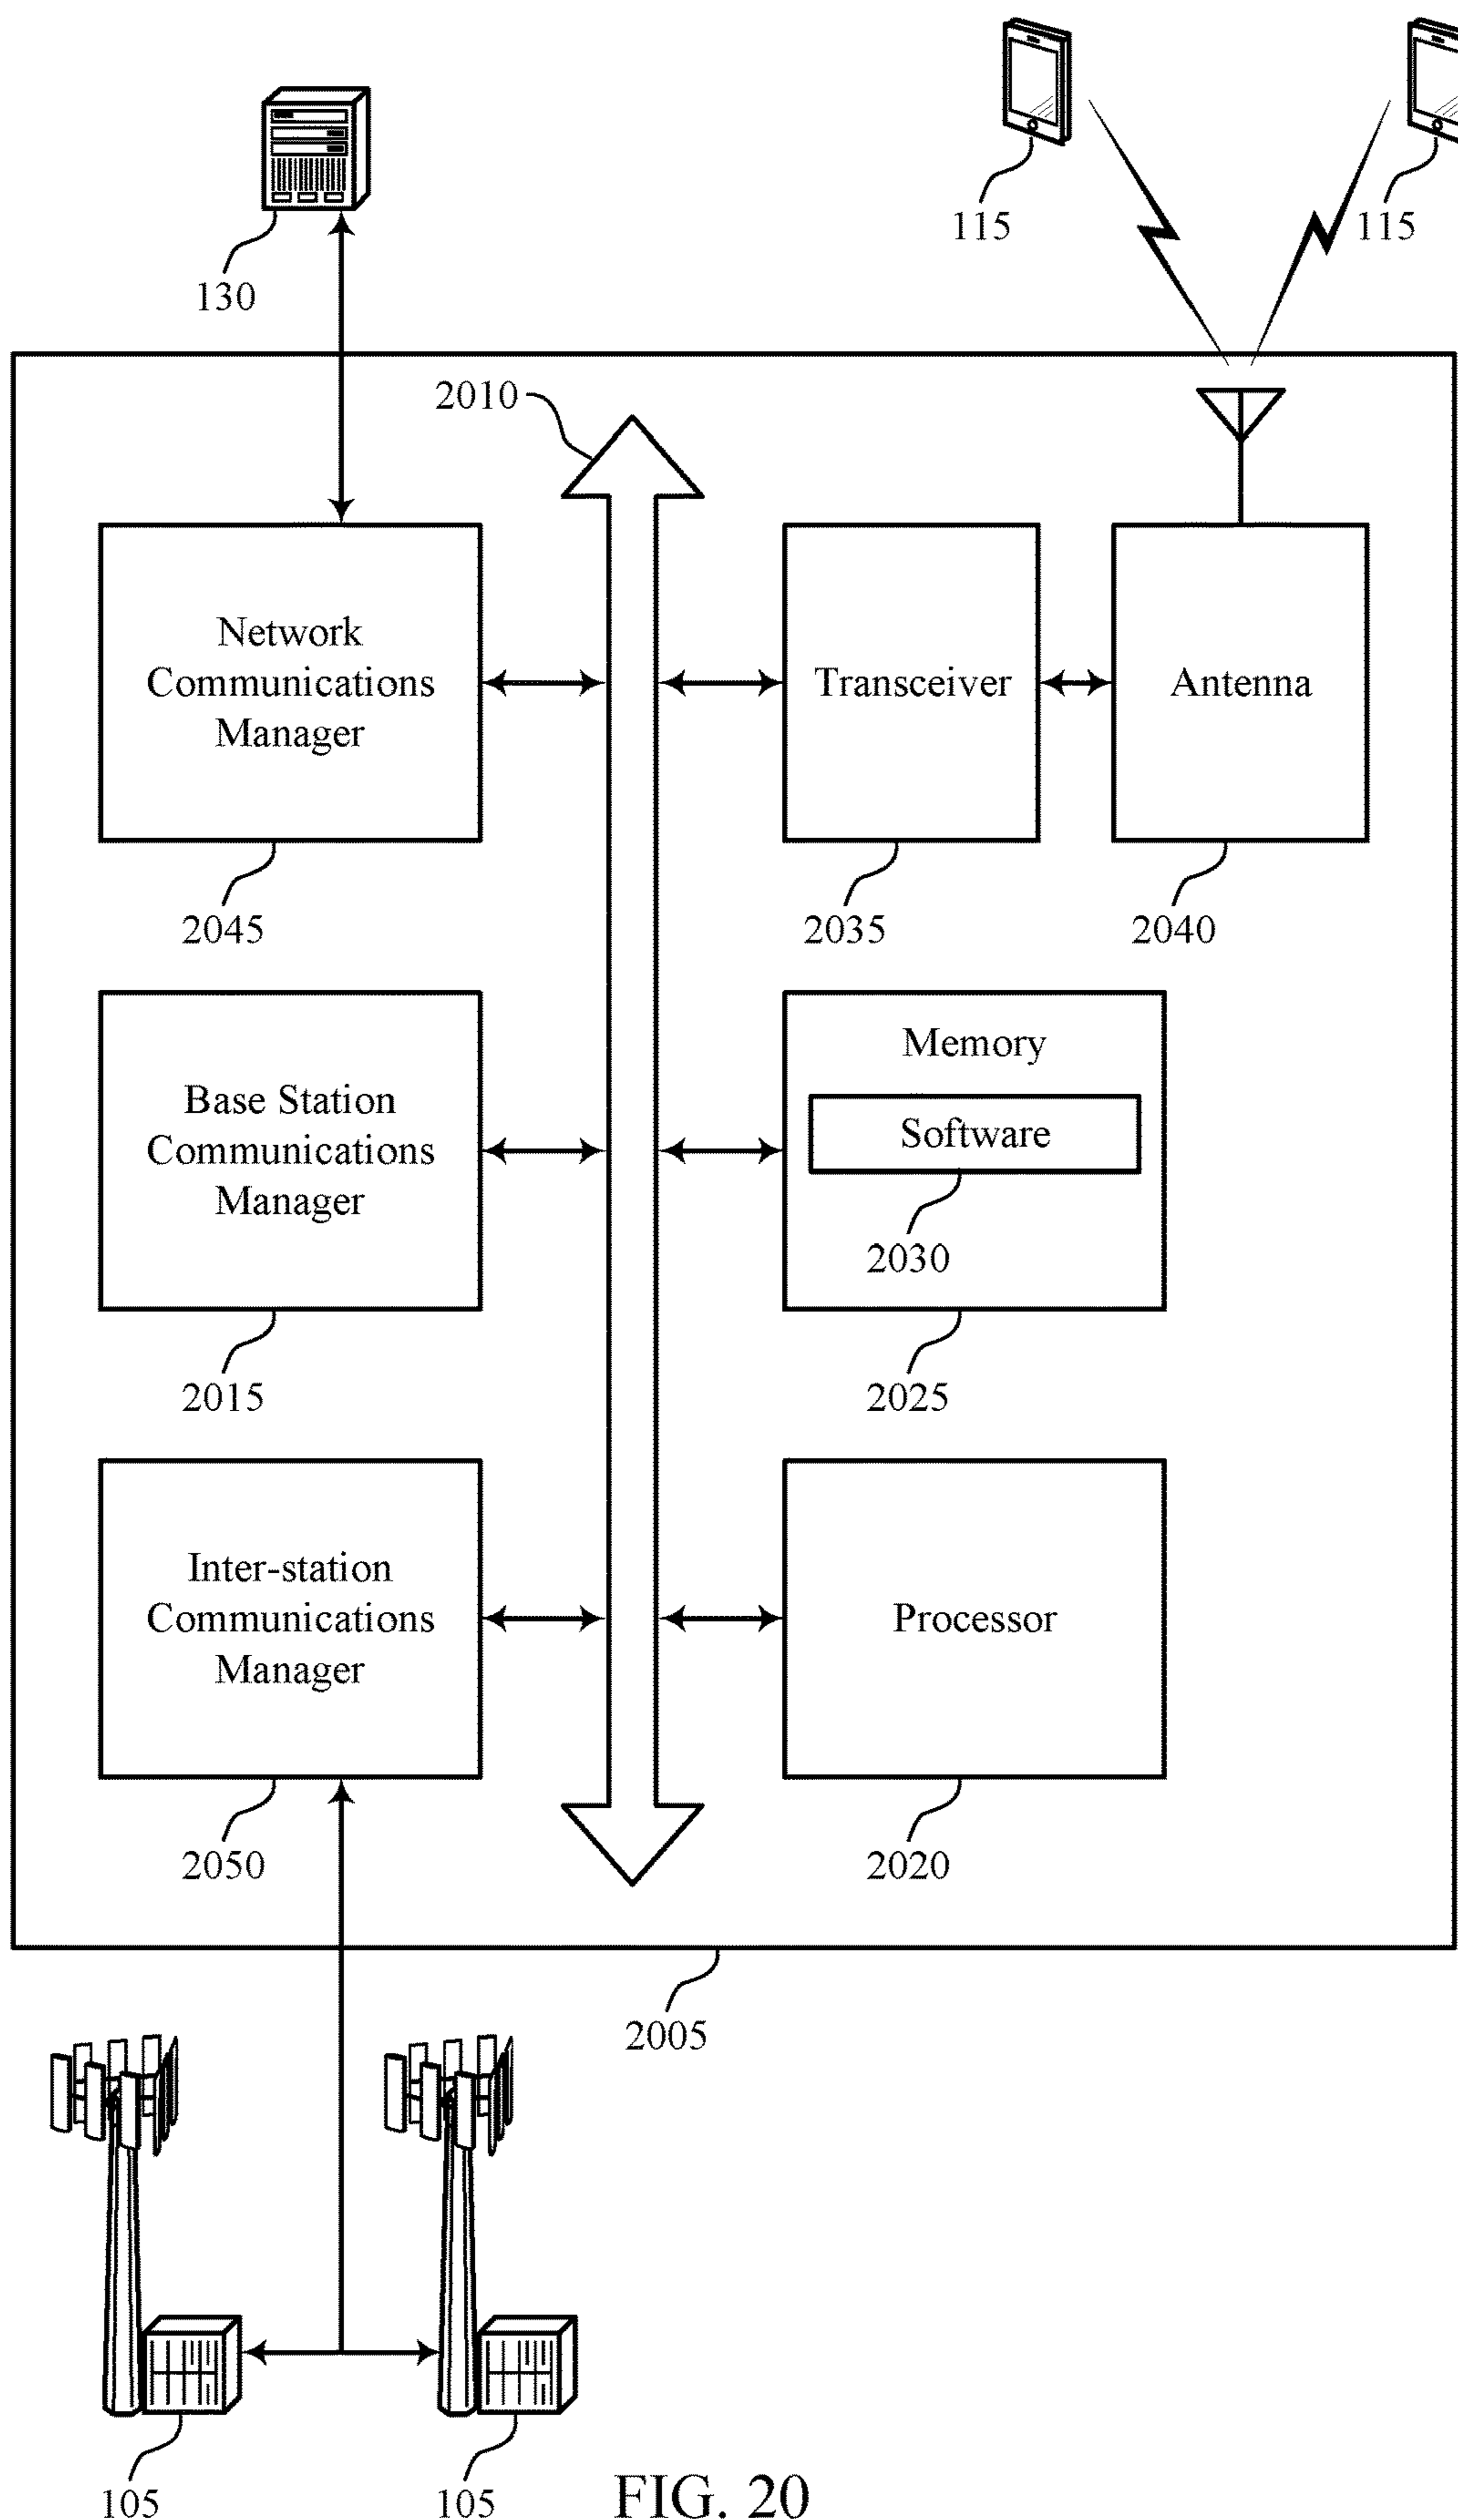 115
115
130
2010
Network
Communications
Manager
Transceiver
Antenna
2045
2035
2040
Base Station
Communications
Manager
Memory
Software
2030
2015
2025
Inter-station
Communications
Manager
Processor
2050
2020
2005
105
105
FIG. 20